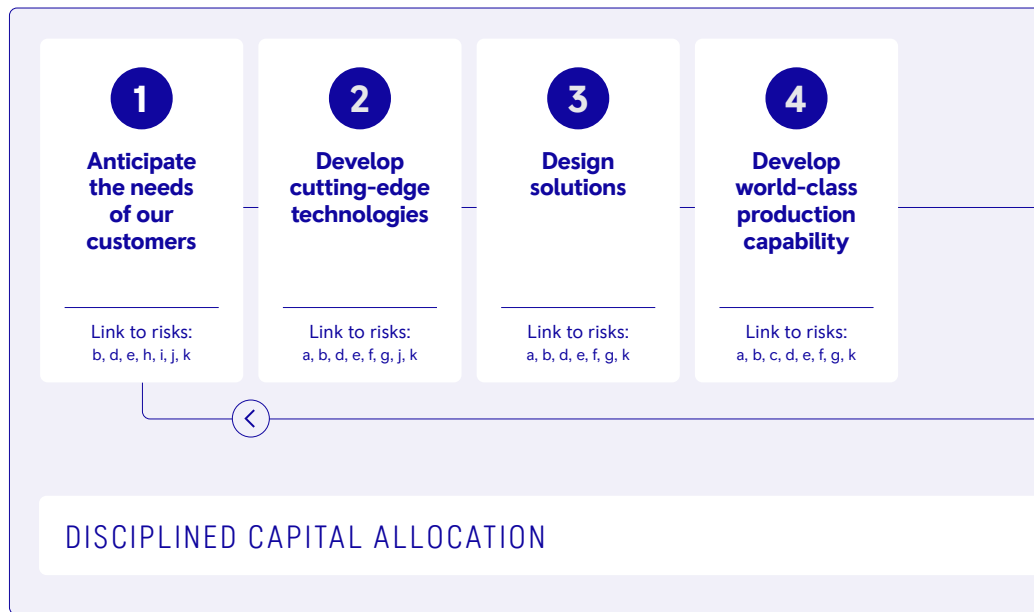 1
Anticipate
the needs
of our
customers
Link to risks:
b, d, e, h, i, j, k
2
Develop
cutting-edge
technologies
Link to risks:
a, b, d, e, f, g, j, k
3
Design
solutions
Link to risks:
a, b, d, e, f, g, k
4
Develop
world-class
production
capability
Link to risks:
a, b, c, d, e, f, g, k
DISCIPLINED CAPITAL ALLOCATION